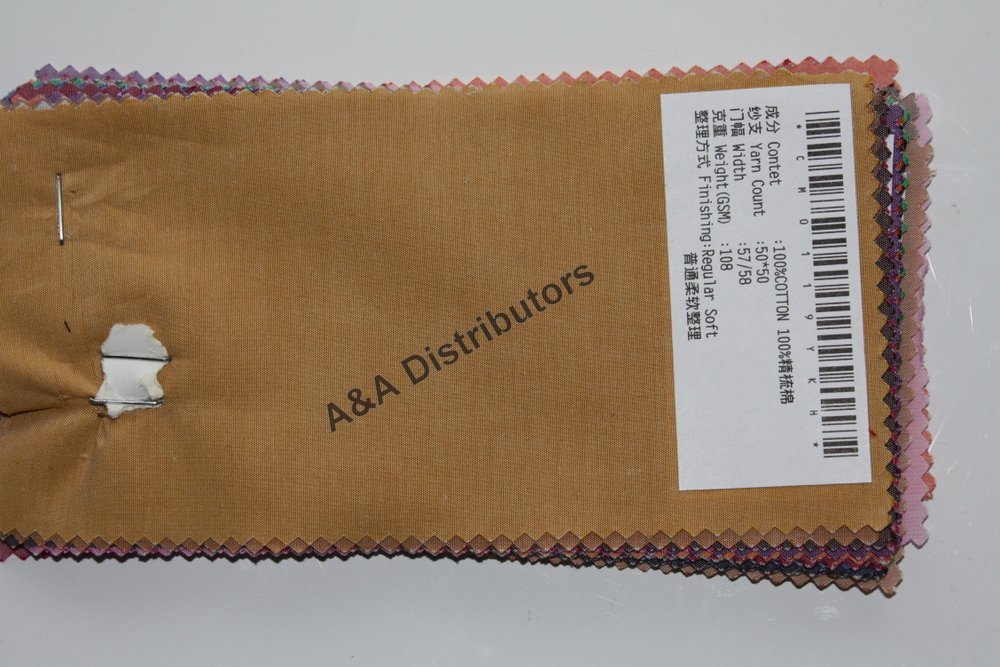 *CM0119YKH*
成分 Contet :100%COTTON 100%精梳棉
纱支 Yarn Count :50*50
门幅 Width :57/58
克重 Weight(GSM) :108
整理方式 Finishing:Regular Soft
普通柔软整理
A&A Distributors